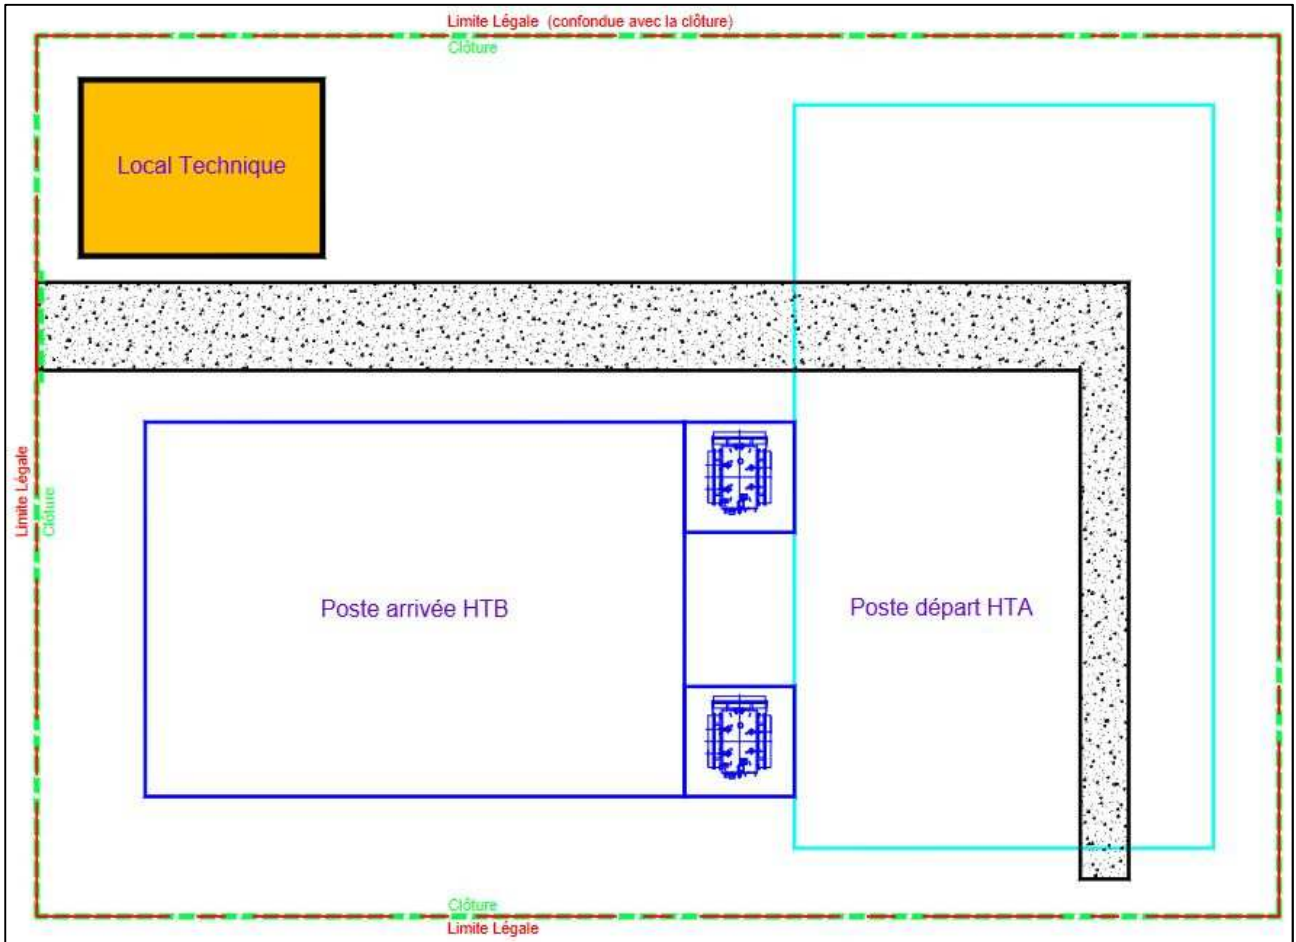 Limite Légale (confondue avec la clôture)
Clôture
Local Technique
Limite Légale
Clôture
Poste arrivée HTB
Poste départ HTA
Clôture
Limite Légale